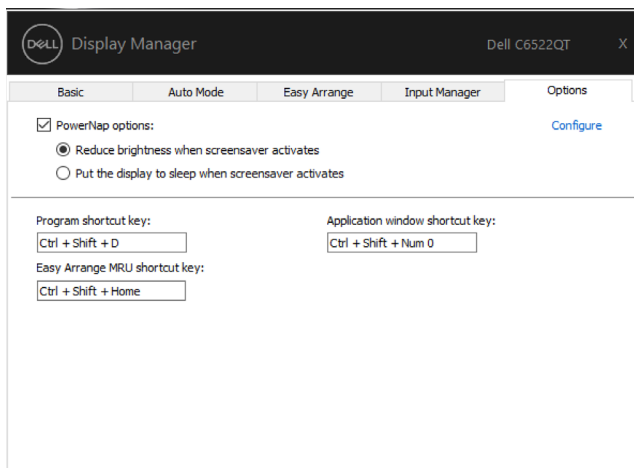 DELL Display Manager Dell C6522QT X
Basic Auto Mode Easy Arrange Input Manager Options
PowerNap options: Configure
Reduce brightness when screensaver activates
Put the display to sleep when screensaver activates
Program shortcut key: Application window shortcut key:
Ctrl + Shift + D Ctrl + Shift + Num 0
Easy Arrange MRU shortcut key:
Ctrl + Shift + Home